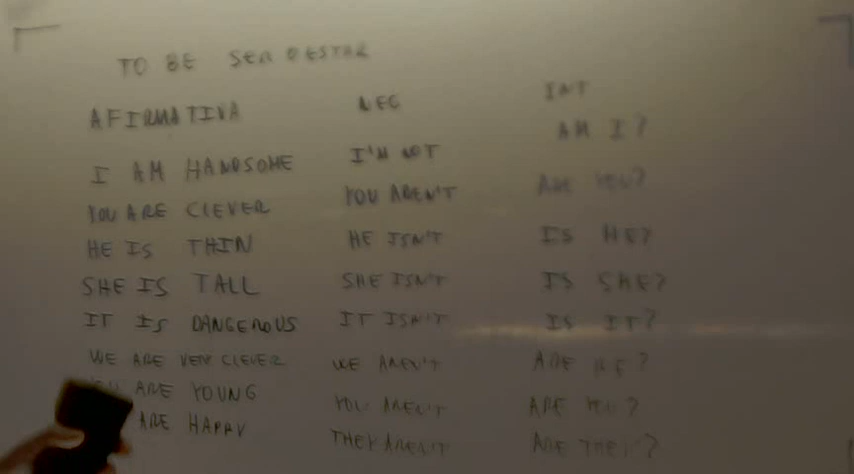 TO BE SER O ESTAR
AFIRMATIVA NEG INT
AM I?
I AM HANDSOME I'M NOT
YOU ARE CLEVER YOU AREN'T ARE YOU?
HE IS THIN HE ISN'T IS HE?
SHE IS TALL SHE ISN'T IS SHE?
IT IS DANGEROUS IT ISN'T IS IT?
WE ARE VERY CLEVER WE AREN'T ARE WE?
ARE YOUNG YOU AREN'T ARE YOU?
ARE HAPPY THEY AREN'T ARE THEY?